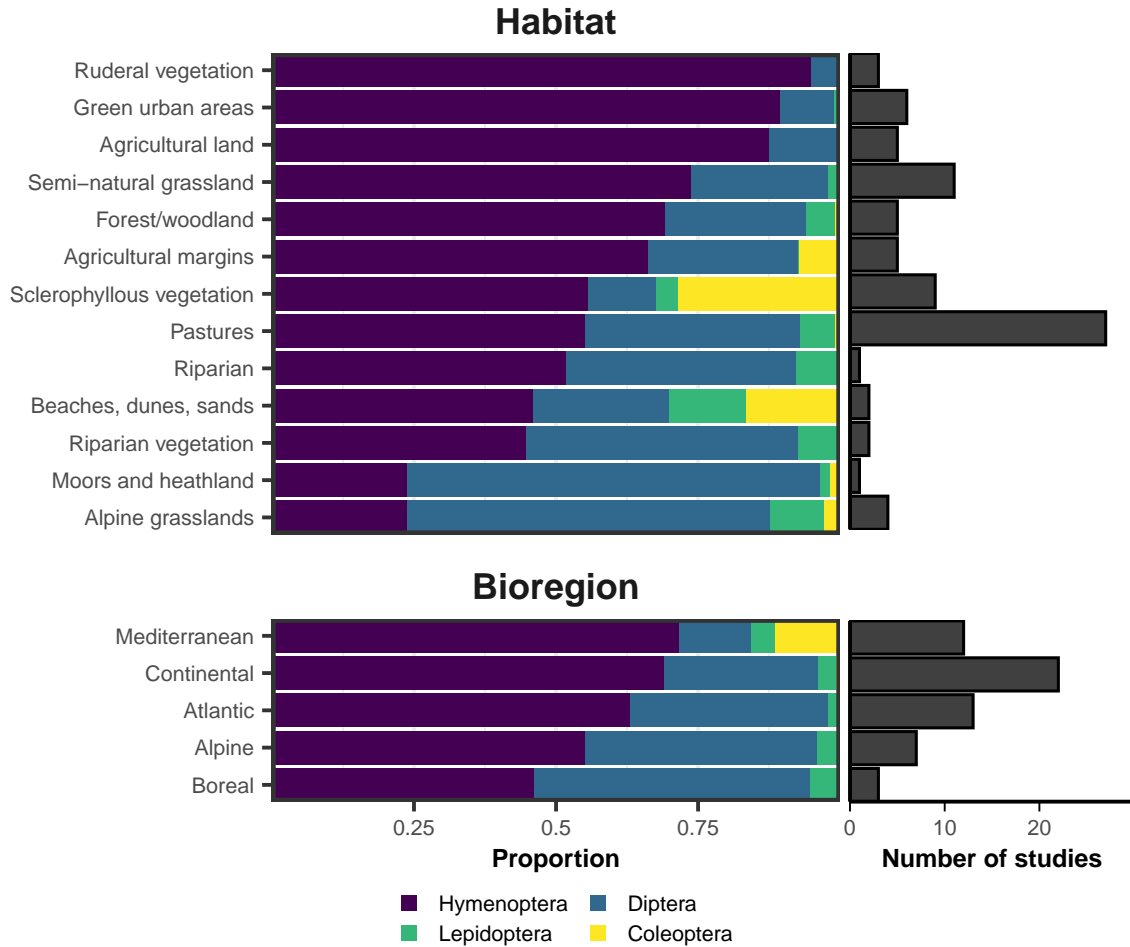 Habitat
Ruderal vegetation
Green urban areas
Agricultural land
Semi−natural grassland
Forest/woodland
Agricultural margins
Sclerophyllous vegetation
Pastures
Riparian
Beaches, dunes, sands
Riparian vegetation
Moors and heathland
Alpine grasslands
Bioregion
Mediterranean
Continental
Atlantic
Alpine
Boreal
0.25 0.5 0.75 0 10 20
Proportion Number of studies
Hymenoptera Diptera
Lepidoptera Coleoptera